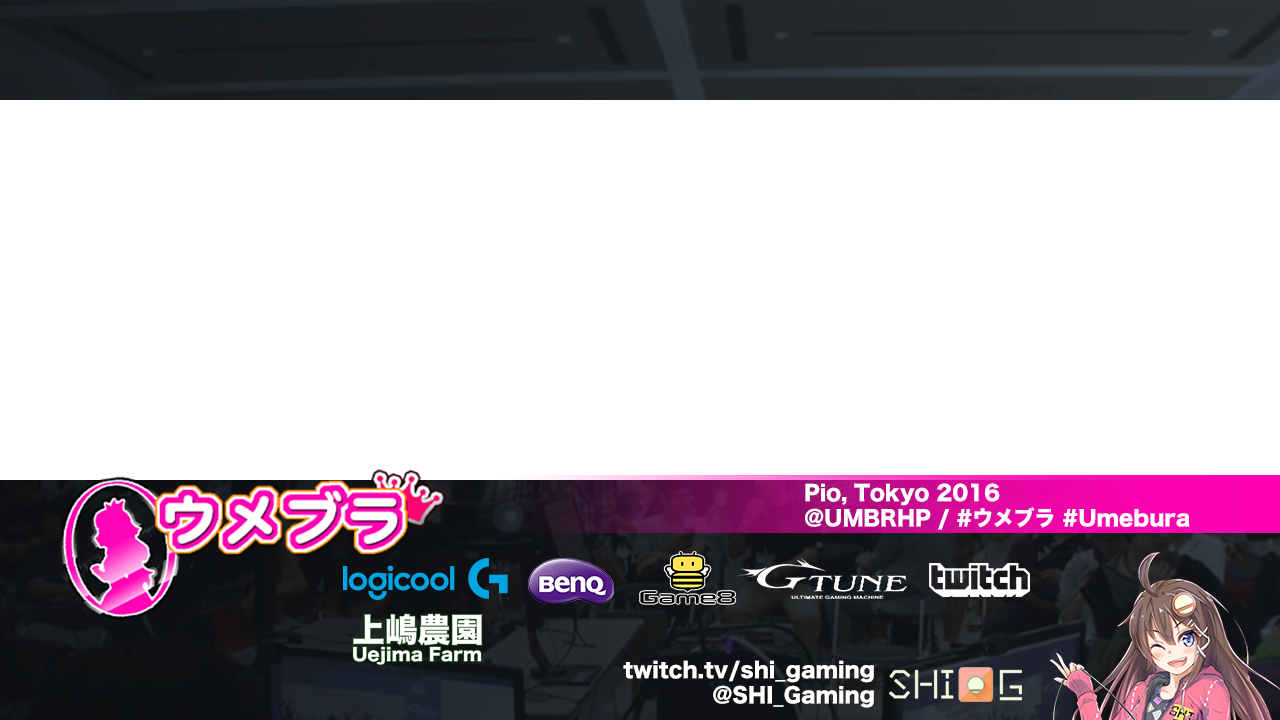 ウメブラ
Pio, Tokyo 2016
@UMBRHP / #ウメブラ #Umebura
logicool G
BenQ
Game8
G TUNE
ULTIMATE GAMING MACHINE
twitch
上嶋農園
Uejima Farm
twitch.tv/shi_gaming
@SHI_Gaming
SHI G
SHI